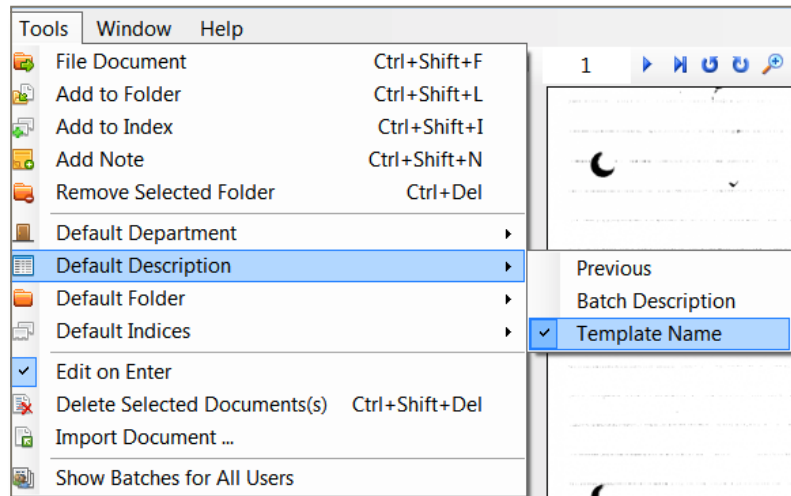 Tools Window Help
File Document Ctrl+Shift+F
Add to Folder Ctrl+Shift+L
Add to Index Ctrl+Shift+I
Add Note Ctrl+Shift+N
Remove Selected Folder Ctrl+Del
Default Department
Default Description
Default Folder
Default Indices
Edit on Enter
Delete Selected Documents(s) Ctrl+Shift+Del
Import Document ...
Show Batches for All Users
1
Previous
Batch Description
Template Name